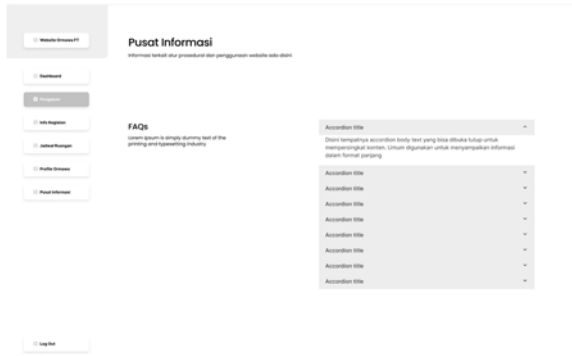 Website Ormawa FT
Dashboard
Pengajuan
Info Kegiatan
Jadwal Ruangan
Profile Ormawa
Pusat Informasi
Log Out
Pusat Informasi
Informasi terkait alur prosedural dan penggunaan website ada disini
FAQs
Lorem ipsum is simply dummy text of the
printing and typesetting industry
Accordion title
Disini tempatnya accordion body text yang bisa dibuka tutup untuk
mempersingkat konten. Umum digunakan untuk menyampaikan informasi
dalam format panjang
Accordion title
Accordion title
Accordion title
Accordion title
Accordion title
Accordion title
Accordion title
Accordion title